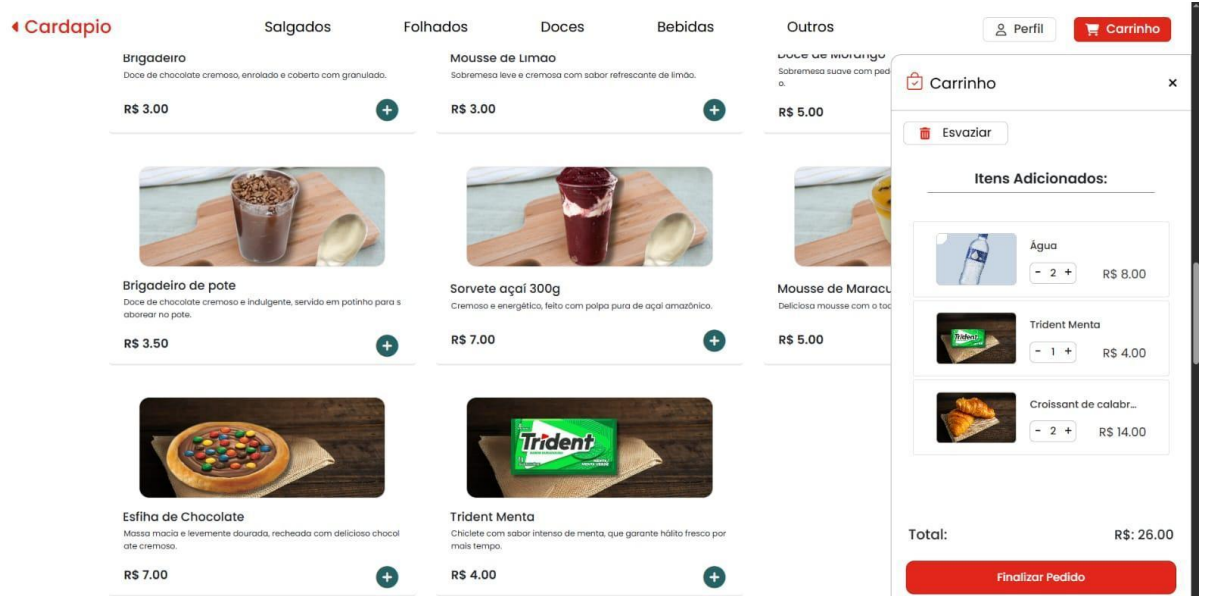 Cardapio
Salgados
Folhados
Doces
Bebidas
Outros
Perfil
Carrinho
Brigadeiro
Doce de chocolate cremoso, enrolado e coberto com granulado.
R$ 3.00
Mousse de Limão
Sobremesa leve e cremosa com sabor refrescante de limão.
R$ 3.00
Doce de Morango
Sobremesa suave com ped
o.
R$ 5.00
Brigadeiro de pote
Doce de chocolate cremoso e indulgente, servido em potinho para s
aborear no pote.
R$ 3.50
Sorvete açaí 300g
Cremoso e energético, feito com polpa pura de açaí amazônico.
R$ 7.00
Mousse de Maracu
Deliciosa mousse com o toc
R$ 5.00
Esfiha de Chocolate
Massa macia e levemente dourada, recheada com delicioso chocol
ate cremoso.
R$ 7.00
Trident
Trident Menta
Chiclete com sabor intenso de menta, que garante hálito fresco por
mais tempo.
R$ 4.00
Carrinho
×
Esvaziar
Itens Adicionados:
Água
- 2 +
R$ 8.00
Trident
Trident Menta
- 1 +
R$ 4.00
Croissant de calabr...
- 2 +
R$ 14.00
Total:
R$: 26.00
Finalizar Pedido